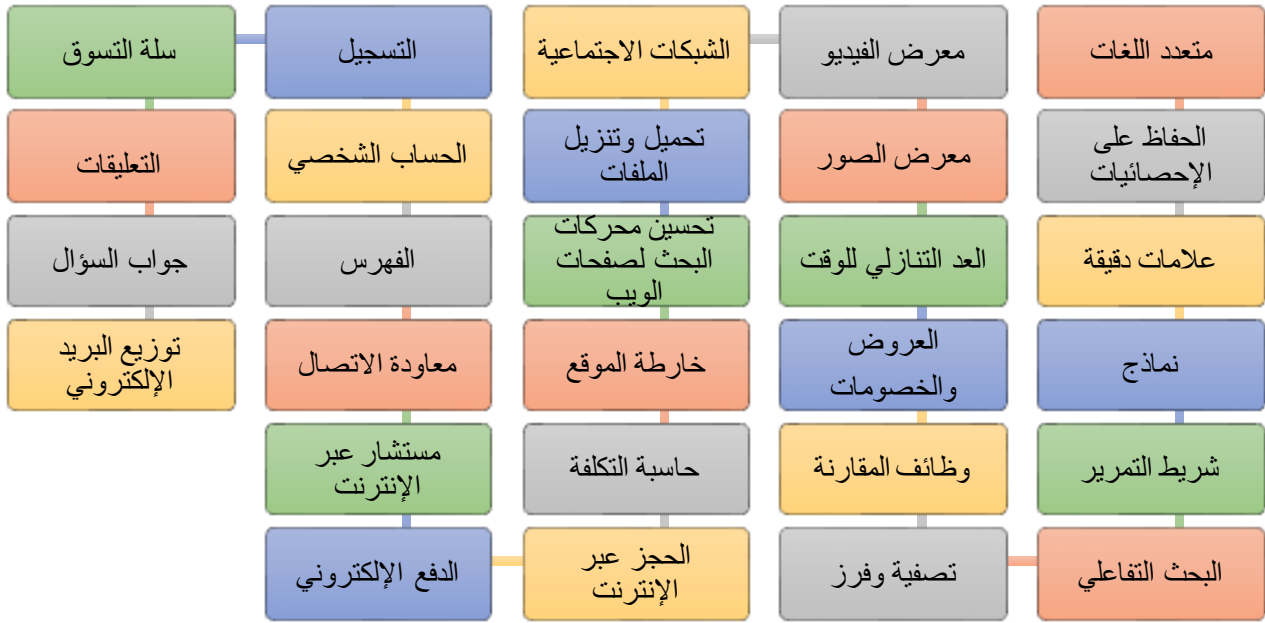 متعدد اللغات
الحفاظ على
الإحصائيات
علامات دقيقة
نماذج
شريط التمرير
البحث التفاعلي
تصفية وفرز
وظائف المقارنة
العروض
والخصومات
العد التنازلي للوقت
معرض الصور
معرض الفيديو
الشبكات الاجتماعية
تحميل وتنزيل
الملفات
تحسين محركات
البحث لصفحات
الويب
خارطة الموقع
حاسبة التكلفة
الحجز عبر
الإنترنت
الدفع الإلكتروني
مستشار عبر
الإنترنت
معاودة الاتصال
الفهرس
الحساب الشخصي
التسجيل
سلة التسوق
التعليقات
جواب السؤال
توزيع البريد
الإلكتروني